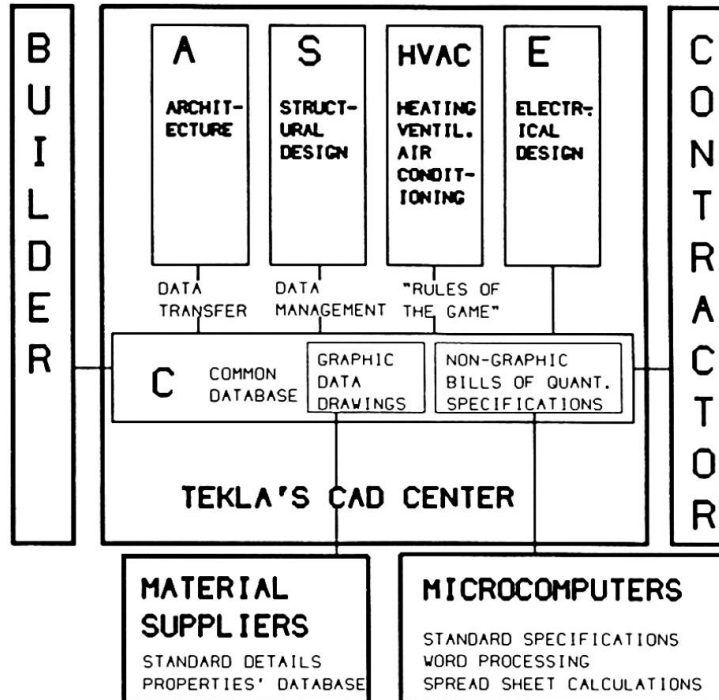 BUILDER
A
ARCHIT-
ECTURE
S
STRUCT-
URAL
DESIGN
HVAC
HEATING
VENTIL.
AIR
CONDIT-
IONING
E
ELECTR-
ICAL
DESIGN
CONTRACTOR
DATA
TRANSFER
DATA
MANAGEMENT
"RULES OF
THE GAME"
C
COMMON
DATABASE
GRAPHIC
DATA
DRAWINGS
NON-GRAPHIC
BILLS OF QUANT.
SPECIFICATIONS
TEKLA'S CAD CENTER
MATERIAL
SUPPLIERS
STANDARD DETAILS
PROPERTIES' DATABASE
MICROCOMPUTERS
STANDARD SPECIFICATIONS
WORD PROCESSING
SPREAD SHEET CALCULATIONS